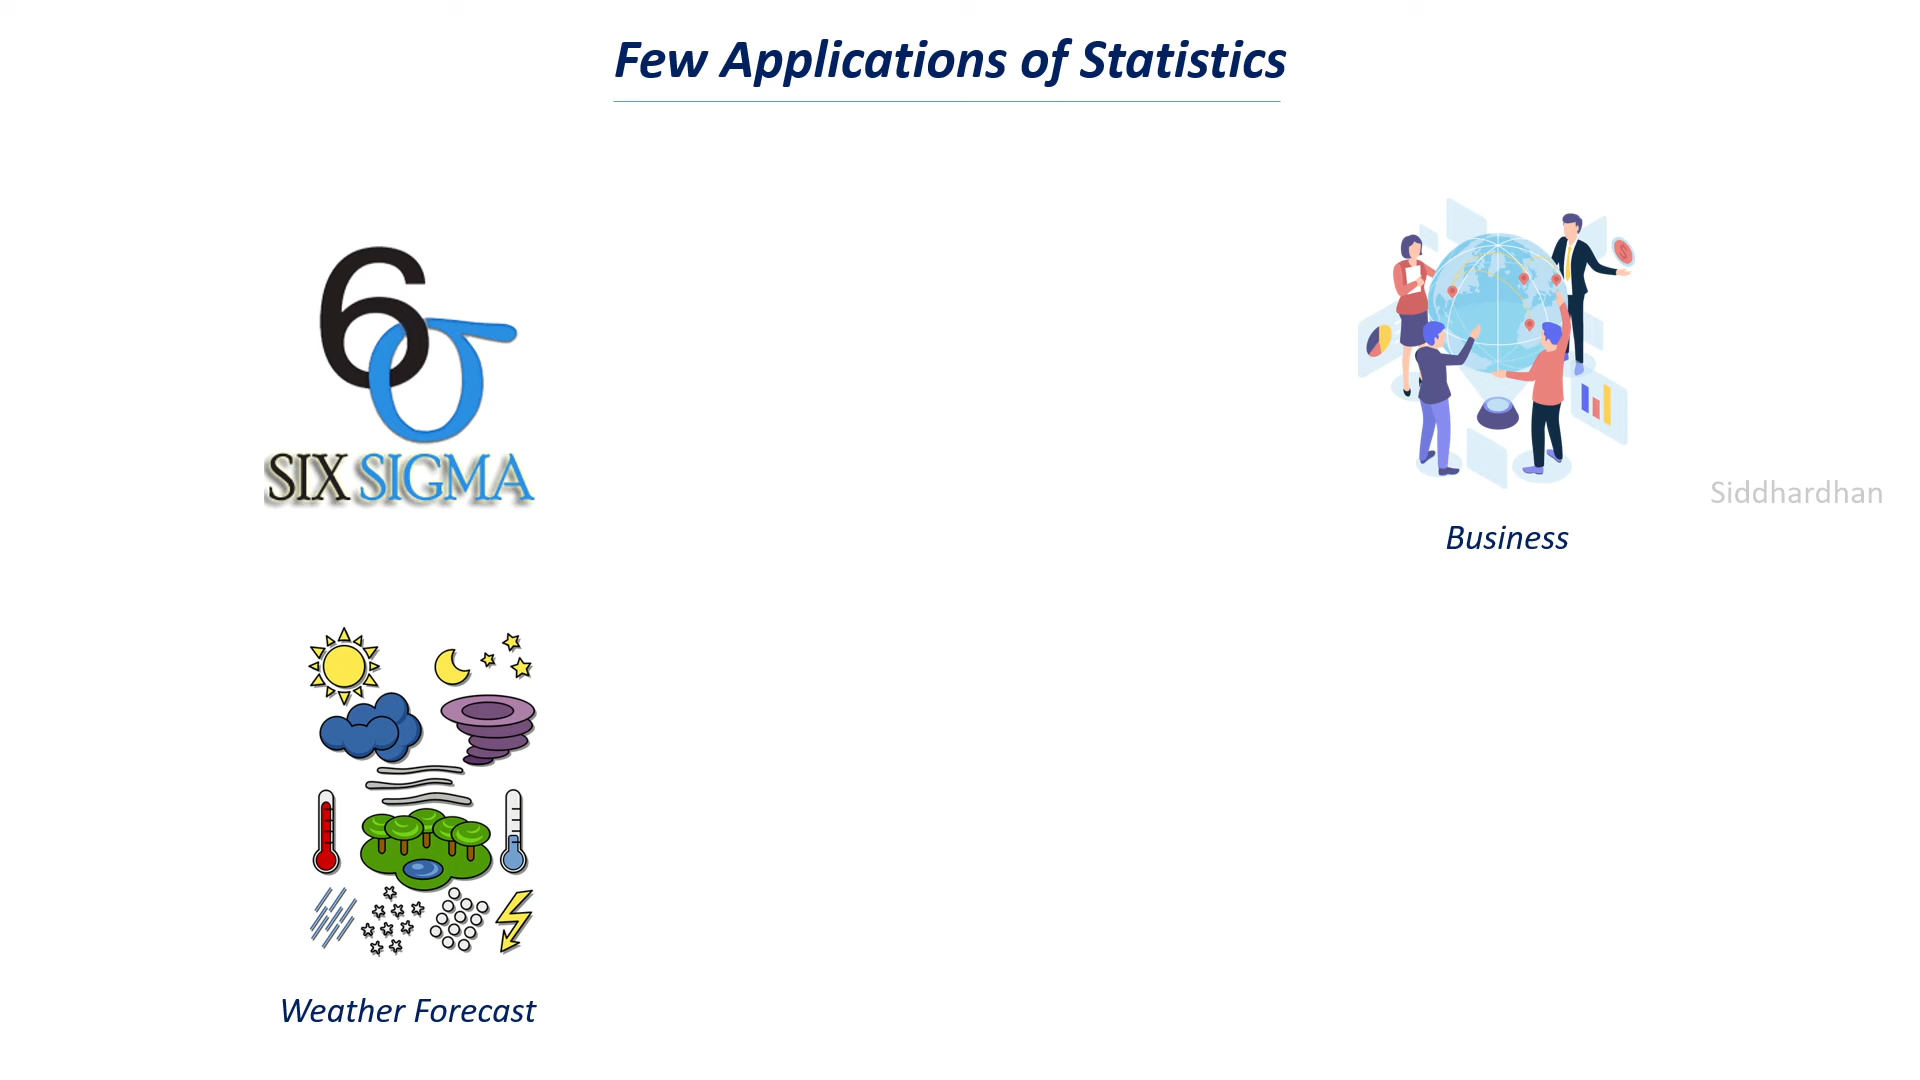 Few Applications of Statistics
6σ
SIX SIGMA
Siddhardhan
Business
Weather Forecast